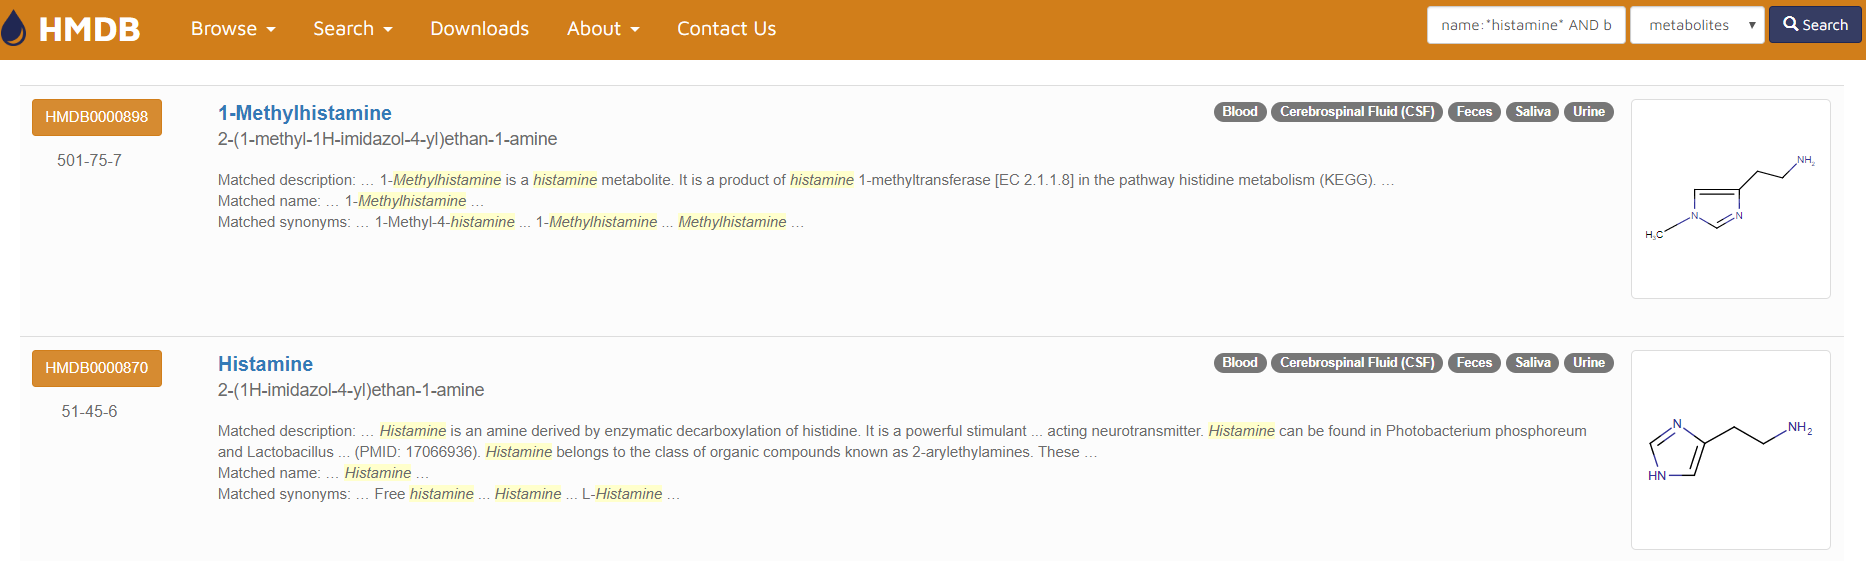 HMDB Browse Search Downloads About Contact Us name:*histamine* AND b metabolites Search
HMDB0000898 1-Methylhistamine Blood Cerebrospinal Fluid (CSF) Feces Saliva Urine
2-(1-methyl-1H-imidazol-4-yl)ethan-1-amine
501-75-7
Matched description: ... 1-Methylhistamine is a histamine metabolite. It is a product of histamine 1-methyltransferase [EC 2.1.1.8] in the pathway histidine metabolism (KEGG). ...
Matched name: ... 1-Methylhistamine ...
Matched synonyms: ... 1-Methyl-4-histamine ... 1-Methylhistamine ... Methylhistamine ...
NH2
N N
H3C
HMDB0000870 Histamine Blood Cerebrospinal Fluid (CSF) Feces Saliva Urine
2-(1H-imidazol-4-yl)ethan-1-amine
51-45-6
Matched description: ... Histamine is an amine derived by enzymatic decarboxylation of histidine. It is a powerful stimulant ... acting neurotransmitter. Histamine can be found in Photobacterium phosphoreum
and Lactobacillus ... (PMID: 17066936). Histamine belongs to the class of organic compounds known as 2-arylethylamines. These ...
Matched name: ... Histamine ...
Matched synonyms: ... Free histamine ... Histamine ... L-Histamine ...
N NH2
HN